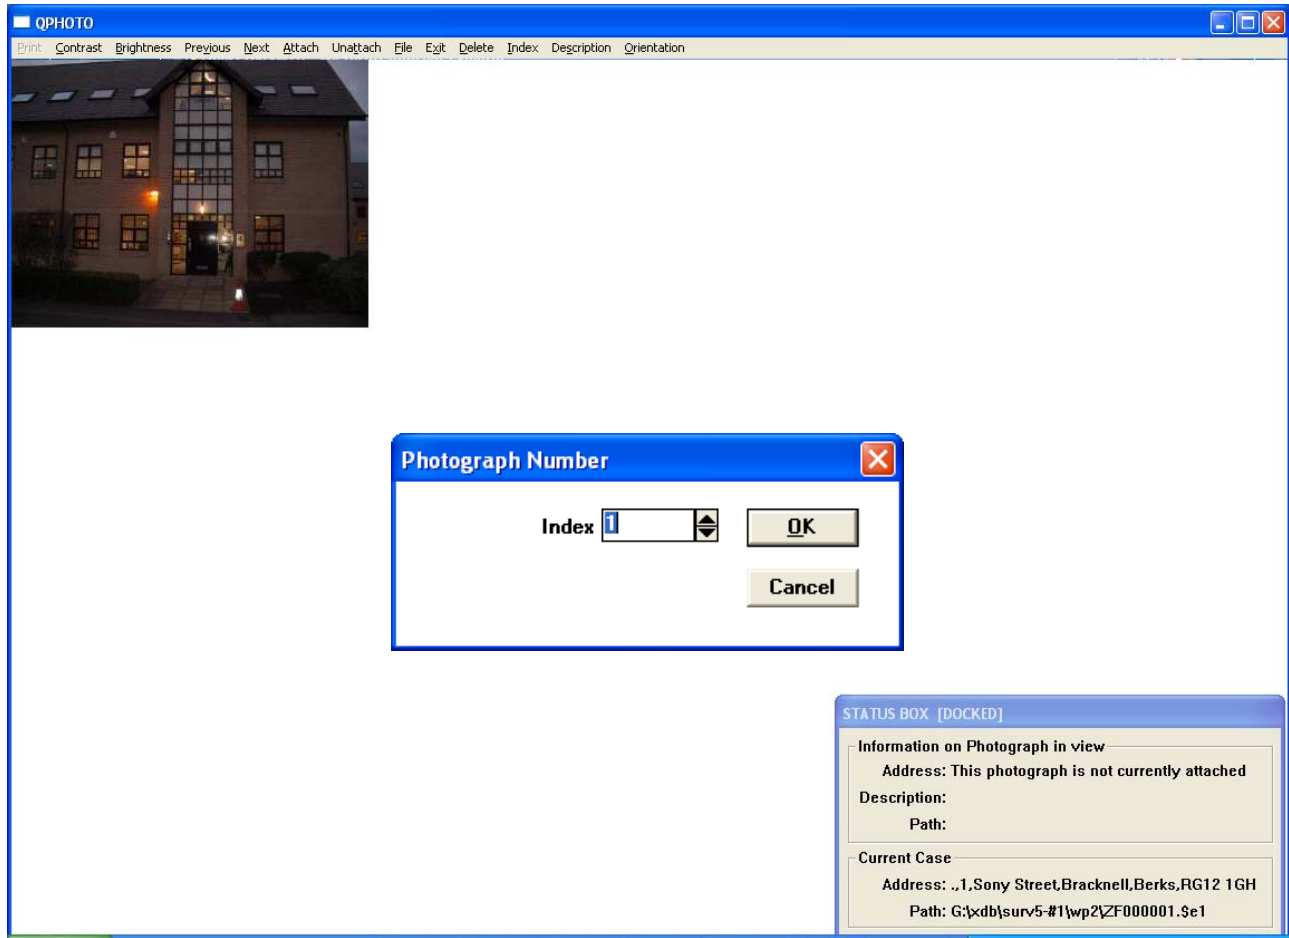 QPHOTO
Print Contrast Brightness Previous Next Attach Unattach File Exit Delete Index Description Orientation
Photograph Number
Index 1 OK
Cancel
STATUS BOX [DOCKED]
Information on Photograph in view
Address: This photograph is not currently attached
Description:
Path:
Current Case
Address: .,1,Sony Street,Bracknell,Berks,RG12 1GH
Path: G:\xdb\surv5-#1\wp2\ZF000001.$e1